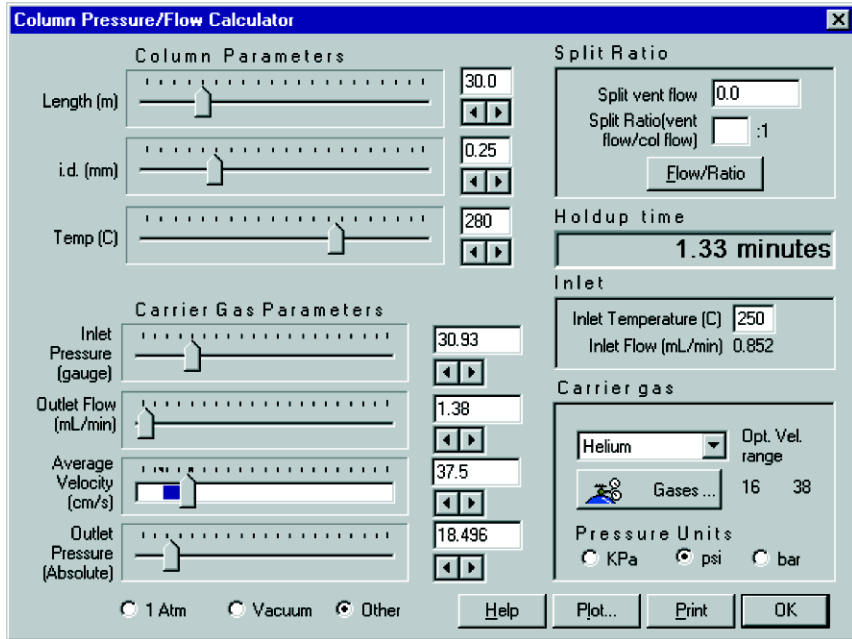 Column Pressure/Flow Calculator
Column Parameters
Length (m)
30.0
i.d. (mm)
0.25
Temp (C)
280
Carrier Gas Parameters
Inlet
Pressure
(gauge)
30.93
Outlet Flow
(mL/min)
1.38
Average
Velocity
(cm/s)
37.5
Outlet
Pressure
(Absolute)
18.496
1 Atm Vacuum Other
Split Ratio
Split vent flow 0.0
Split Ratio(vent
flow/col flow) :1
Flow/Ratio
Holdup time
1.33 minutes
Inlet
Inlet Temperature (C) 250
Inlet Flow (mL/min) 0.852
Carrier gas
Helium
Opt. Vel.
range
Gases ... 16 38
Pressure Units
KPa psi bar
Help Plot... Print OK